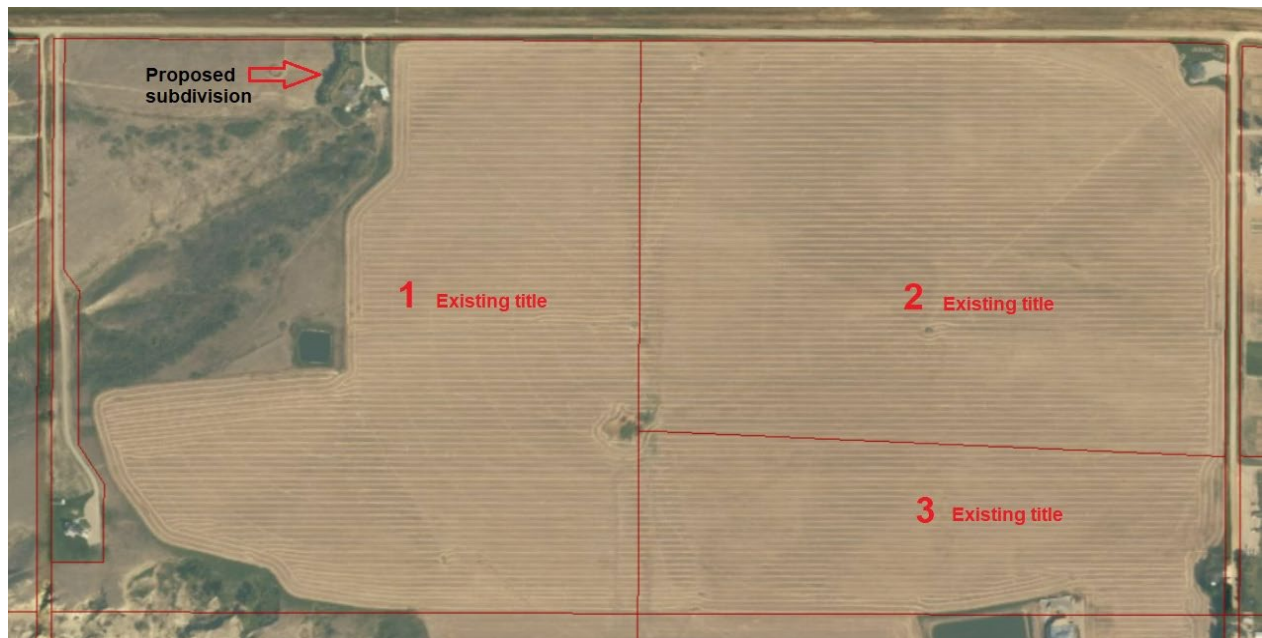 Proposed
subdivision
1 Existing title
2 Existing title
3 Existing title